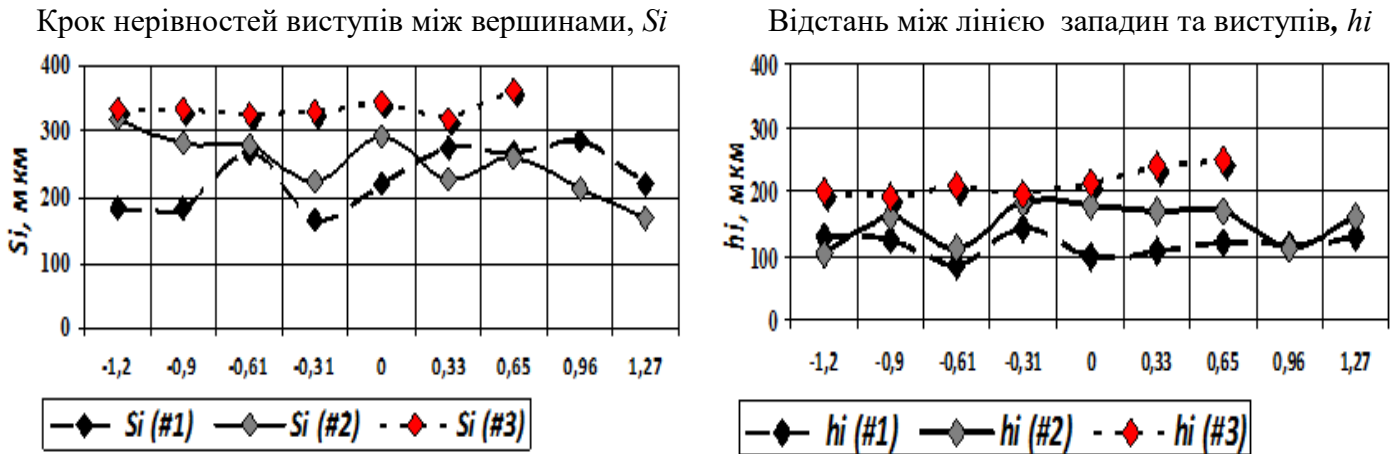 Крок нерівностей виступів між вершинами, Si
400
300
200
100
0
Si, мкм
-1,2 -0,9 -0,61 -0,31 0 0,33 0,65 0,96 1,27
Si (#1) Si (#2) Si (#3)
Відстань між лінією западин та виступів, hi
400
300
200
100
0
hi, мкм
-1,2 -0,9 -0,61 -0,31 0 0,33 0,65 0,96 1,27
hi (#1) hi (#2) hi (#3)